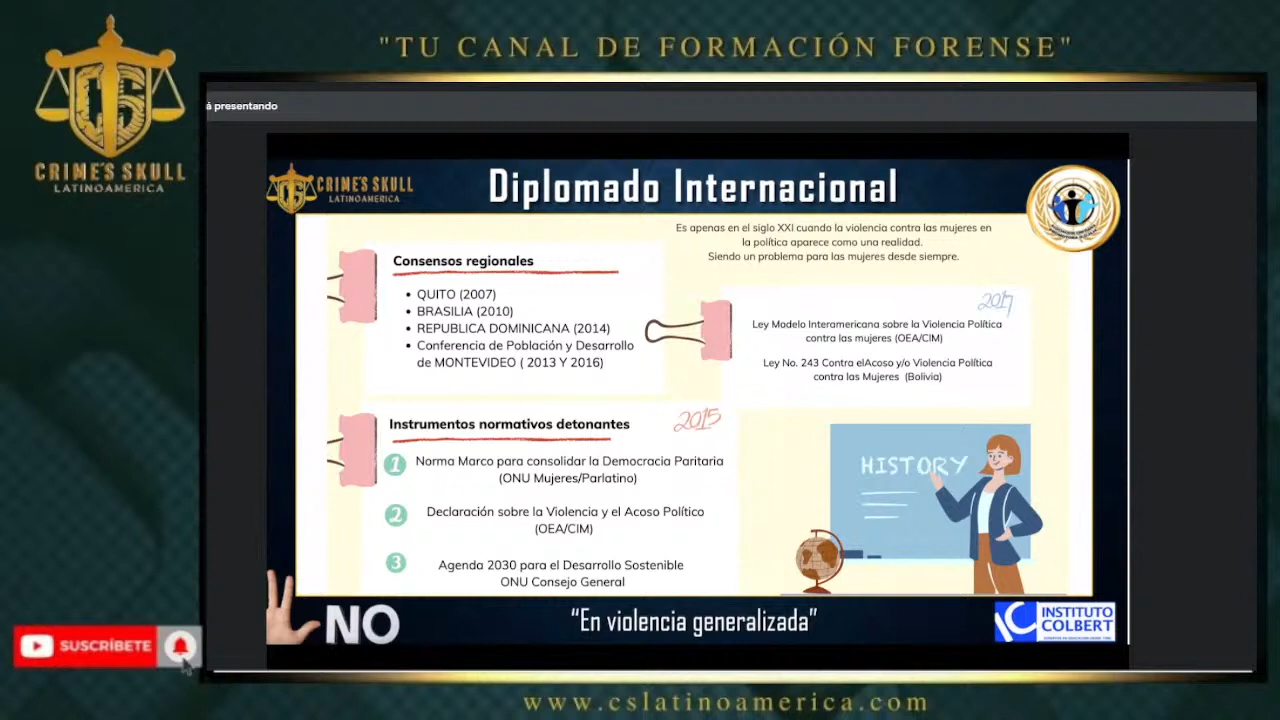 "TU CANAL DE FORMACIÓN FORENSE"
CS
CRIME'S SKULL
LATINOAMERICA
á presentando
CRIME'S SKULL
LATINOAMERICA
Diplomado Internacional
Es apenas en el siglo XXI cuando la violencia contra las mujeres en
la política aparece como una realidad.
Siendo un problema para las mujeres desde siempre.
Consensos regionales
• QUITO (2007)
• BRASILIA (2010)
• REPUBLICA DOMINICANA (2014)
• Conferencia de Población y Desarrollo
de MONTEVIDEO ( 2013 Y 2016)
2017
Ley Modelo Interamericana sobre la Violencia Política
contra las mujeres (OEA/CIM)
Ley No. 243 Contra elAcoso y/o Violencia Política
contra las Mujeres (Bolivia)
Instrumentos normativos detonantes
2015
1 Norma Marco para consolidar la Democracia Paritaria
(ONU Mujeres/Parlatino)
2 Declaración sobre la Violencia y el Acoso Político
(OEA/CIM)
3 Agenda 2030 para el Desarrollo Sostenible
ONU Consejo General
HISTORY
NO
“En violencia generalizada”
INSTITUTO
COLBERT
SUSCRÍBETE
www.cslatinoamerica.com